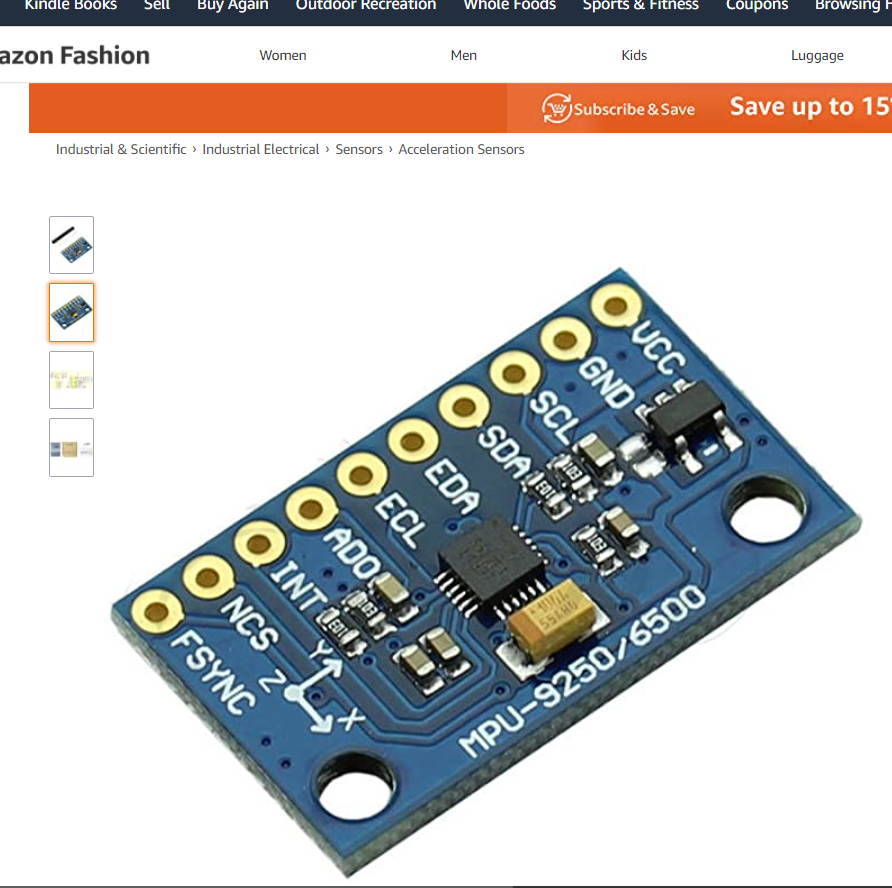 Kindle Books Sell Buy Again Outdoor Recreation Whole Foods Sports & Fitness Coupons Browsing H
azon Fashion Women Men Kids Luggage
Subscribe & Save Save up to 15
Industrial & Scientific › Industrial Electrical › Sensors › Acceleration Sensors
VCC
GND
SCL
SDA
EDA
ECL
ADO
INT
NCS
FSYNC
Y
Z
X
MPU-9250/6500